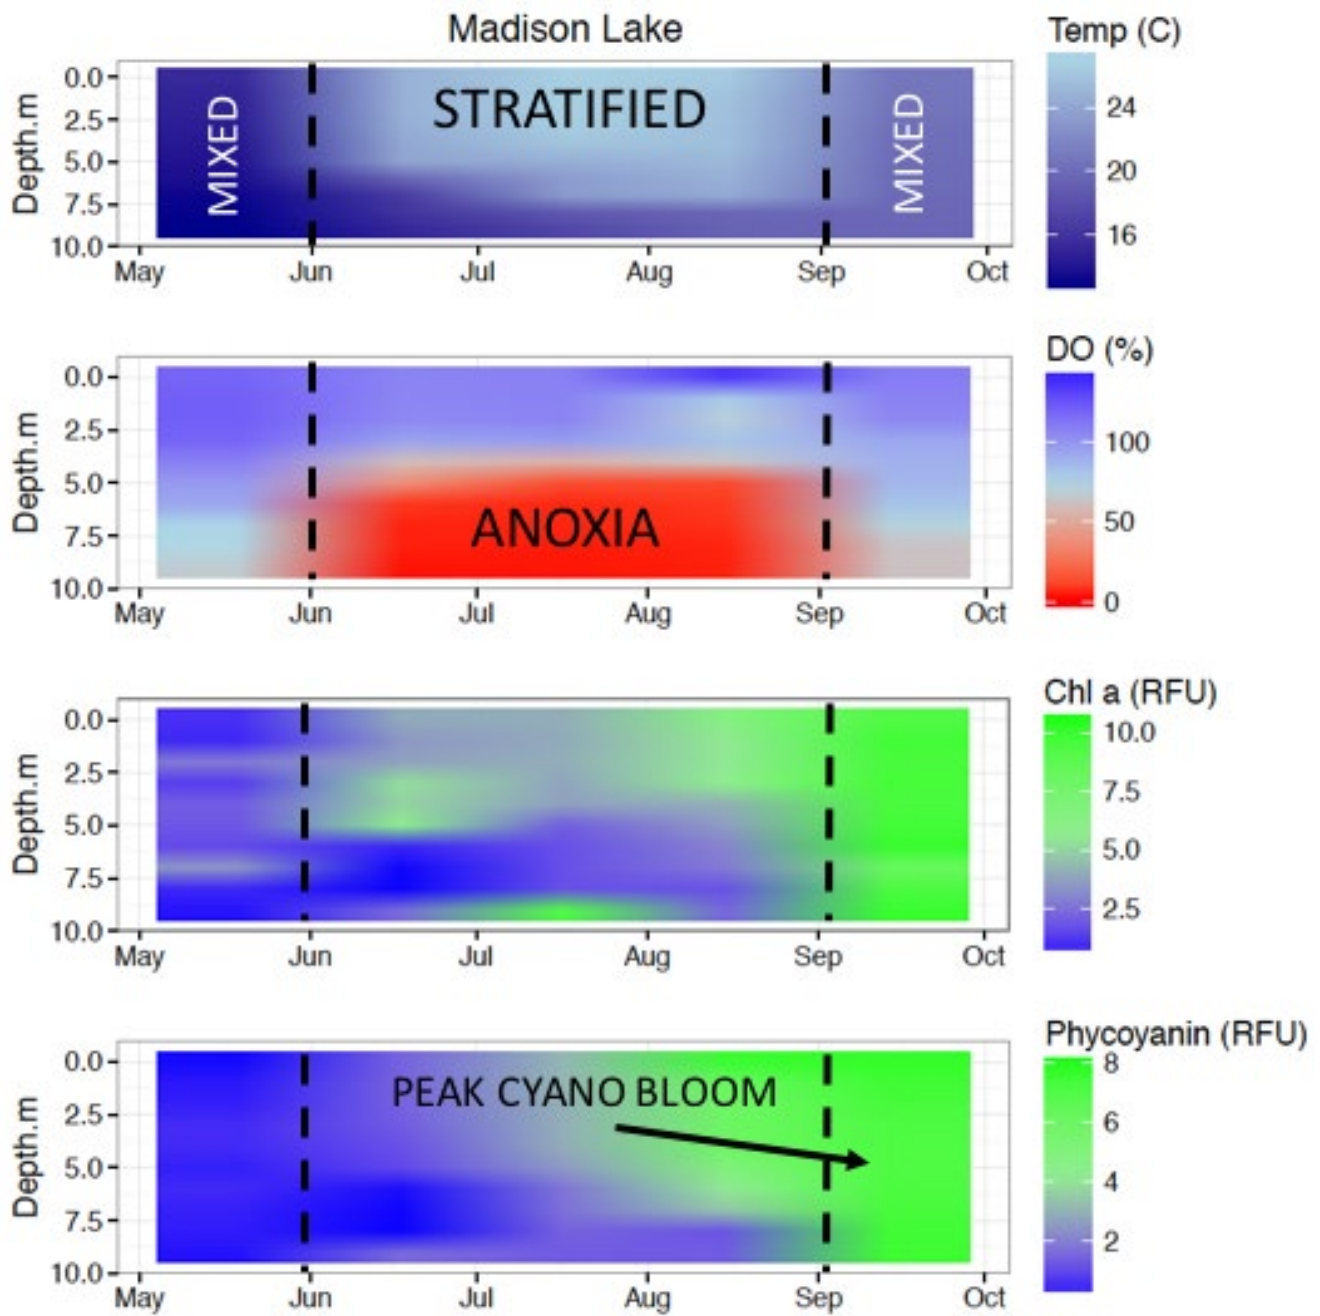 Madison Lake
Temp (C)
Depth.m
0.0
2.5
5.0
7.5
10.0
MIXED
STRATIFIED
MIXED
24
20
16
May Jun Jul Aug Sep Oct
DO (%)
Depth.m
0.0
2.5
5.0
7.5
10.0
ANOXIA
100
50
0
May Jun Jul Aug Sep Oct
Chl a (RFU)
Depth.m
0.0
2.5
5.0
7.5
10.0
10.0
7.5
5.0
2.5
May Jun Jul Aug Sep Oct
Phycoyanin (RFU)
Depth.m
0.0
2.5
5.0
7.5
10.0
PEAK CYANO BLOOM
8
6
4
2
May Jun Jul Aug Sep Oct